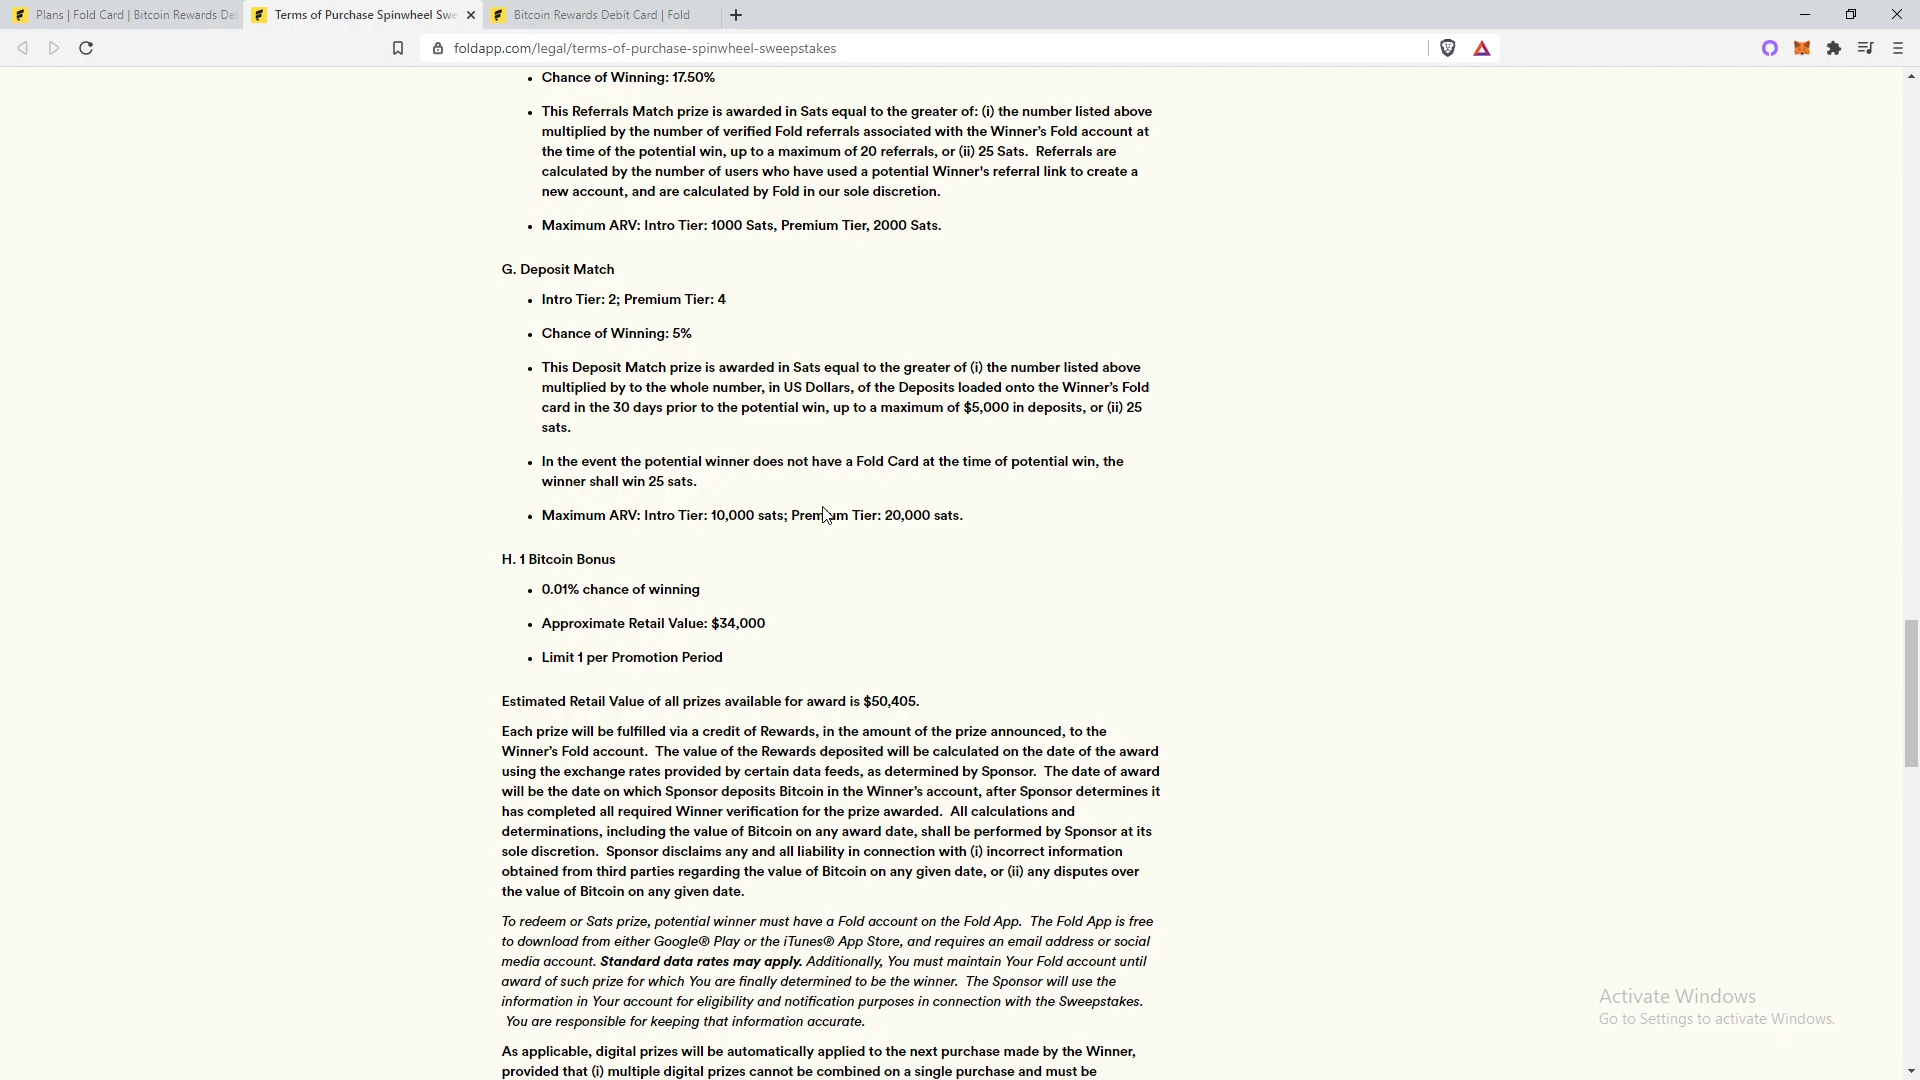 Plans | Fold Card | Bitcoin Rewards De
Terms of Purchase Spinwheel Swe
Bitcoin Rewards Debit Card | Fold
foldapp.com/legal/terms-of-purchase-spinwheel-sweepstakes
• Chance of Winning: 17.50%
• This Referrals Match prize is awarded in Sats equal to the greater of: (i) the number listed above
multiplied by the number of verified Fold referrals associated with the Winner's Fold account at
the time of the potential win, up to a maximum of 20 referrals, or (ii) 25 Sats. Referrals are
calculated by the number of users who have used a potential Winner's referral link to create a
new account, and are calculated by Fold in our sole discretion.
• Maximum ARV: Intro Tier: 1000 Sats, Premium Tier, 2000 Sats.
G. Deposit Match
• Intro Tier: 2; Premium Tier: 4
• Chance of Winning: 5%
• This Deposit Match prize is awarded in Sats equal to the greater of (i) the number listed above
multiplied by to the whole number, in US Dollars, of the Deposits loaded onto the Winner's Fold
card in the 30 days prior to the potential win, up to a maximum of $5,000 in deposits, or (ii) 25
sats.
• In the event the potential winner does not have a Fold Card at the time of potential win, the
winner shall win 25 sats.
• Maximum ARV: Intro Tier: 10,000 sats; Premium Tier: 20,000 sats.
H. 1 Bitcoin Bonus
• 0.01% chance of winning
• Approximate Retail Value: $34,000
• Limit 1 per Promotion Period
Estimated Retail Value of all prizes available for award is $50,405.
Each prize will be fulfilled via a credit of Rewards, in the amount of the prize announced, to the
Winner's Fold account. The value of the Rewards deposited will be calculated on the date of the award
using the exchange rates provided by certain data feeds, as determined by Sponsor. The date of award
will be the date on which Sponsor deposits Bitcoin in the Winner's account, after Sponsor determines it
has completed all required Winner verification for the prize awarded. All calculations and
determinations, including the value of Bitcoin on any award date, shall be performed by Sponsor at its
sole discretion. Sponsor disclaims any and all liability in connection with (i) incorrect information
obtained from third parties regarding the value of Bitcoin on any given date, or (ii) any disputes over
the value of Bitcoin on any given date.
To redeem or Sats prize, potential winner must have a Fold account on the Fold App. The Fold App is free
to download from either Google® Play or the iTunes® App Store, and requires an email address or social
media account. Standard data rates may apply. Additionally, You must maintain Your Fold account until
award of such prize for which You are finally determined to be the winner. The Sponsor will use the
information in Your account for eligibility and notification purposes in connection with the Sweepstakes.
You are responsible for keeping that information accurate.
As applicable, digital prizes will be automatically applied to the next purchase made by the Winner,
provided that (i) multiple digital prizes cannot be combined on a single purchase and must be
Activate Windows
Go to Settings to activate Windows.